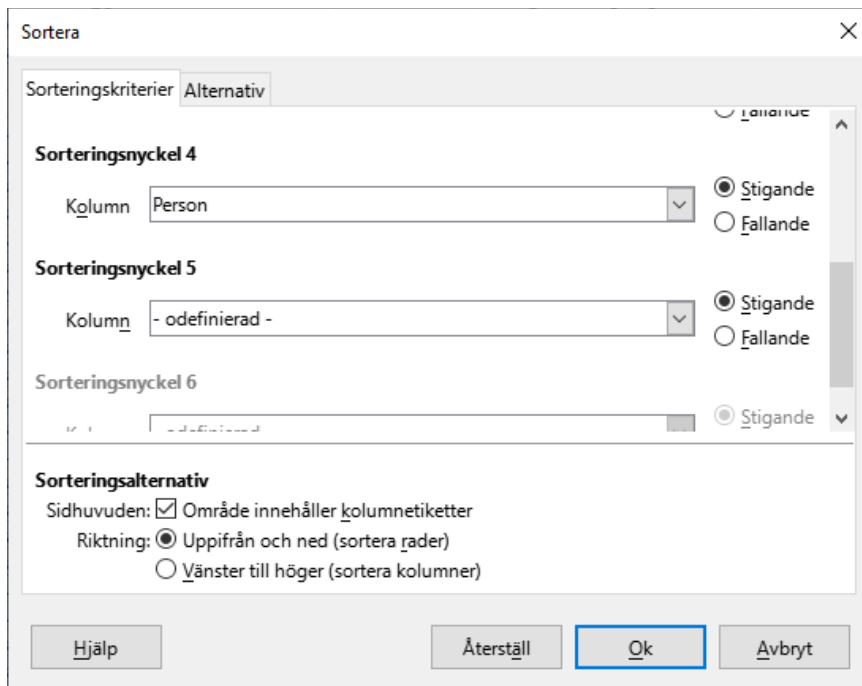 Sortera
Sorteringskriterier Alternativ
Fallande
Sorteringsnyckel 4
Kolumn Person
Stigande
Fallande
Sorteringsnyckel 5
Kolumn - odefinierad -
Stigande
Fallande
Sorteringsnyckel 6
Stigande
Sorteringsalternativ
Sidhuvuden: Område innehåller kolumnetiketter
Riktning: Uppifrån och ned (sortera rader)
Vänster till höger (sortera kolumner)
Hjälp Återställ Ok Avbryt